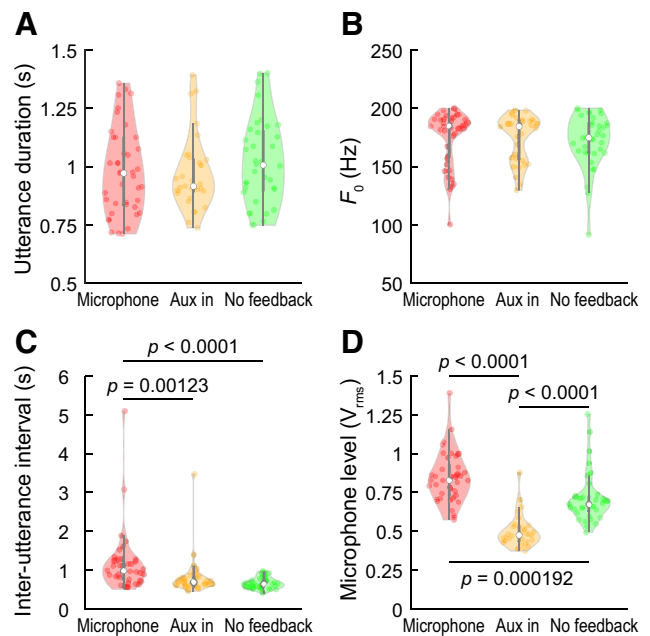 A
Utterance duration (s)
1.5
1.25
1
0.75
0.5
Microphone Aux in No feedback
B
F0 (Hz)
250
200
150
100
50
Microphone Aux in No feedback
C
Inter-utterance interval (s)
p < 0.0001
p = 0.00123
6
5
4
3
2
1
0
Microphone Aux in No feedback
D
Microphone level (Vrms)
p < 0.0001
p < 0.0001
1.5
1.25
1
0.75
0.5
0.25
0
p = 0.000192
Microphone Aux in No feedback